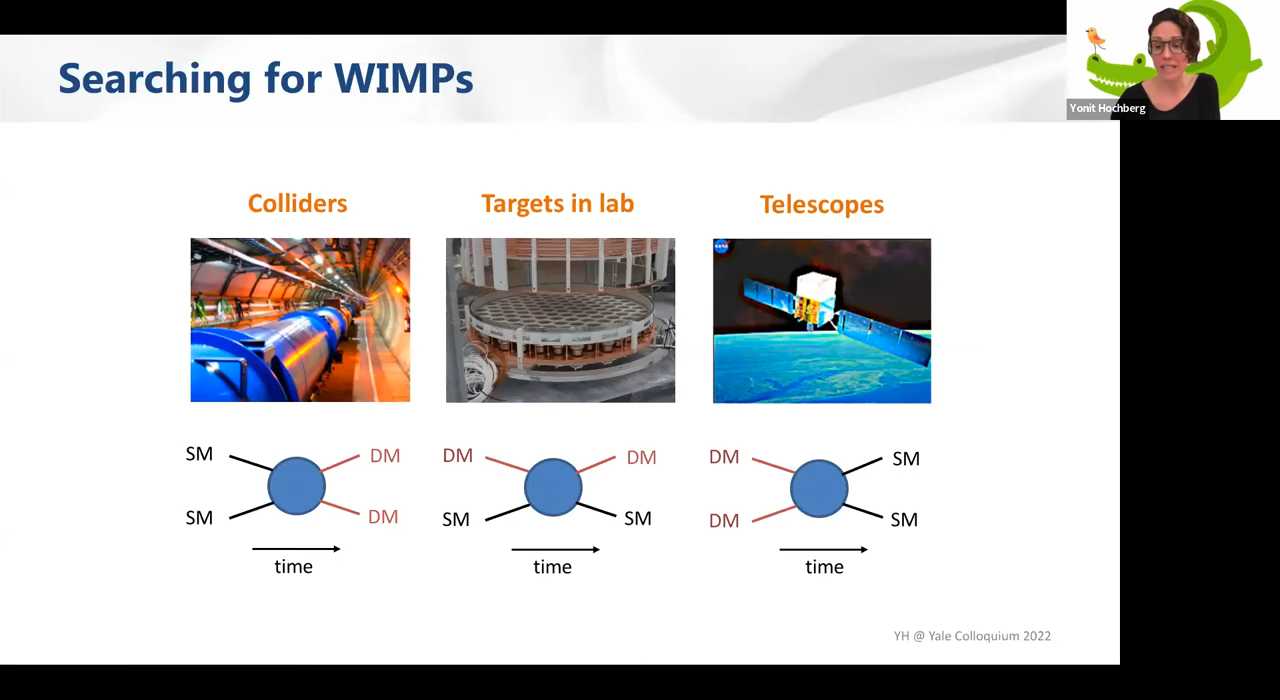 Searching for WIMPs
Yonit Hochberg
Colliders
Targets in lab
Telescopes
SM
DM
SM
DM
time
DM
DM
SM
SM
time
DM
SM
DM
SM
time
YH @ Yale Colloquium 2022